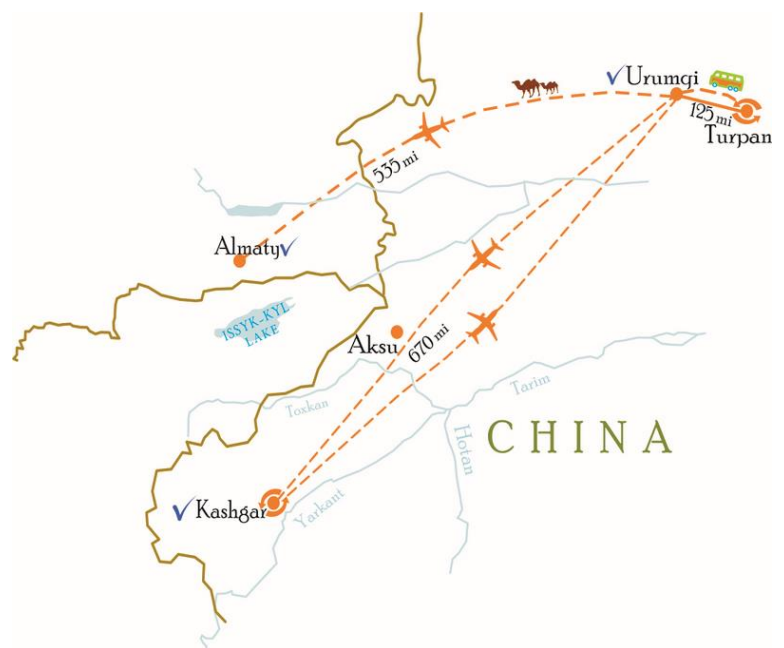 Urumqi
125 mi
Turpan
535 mi
Almaty
ISSYK-KYL
LAKE
Aksu
670 mi
Toxkan
Tarim
Hotan
CHINA
Kashgar
Yarkant